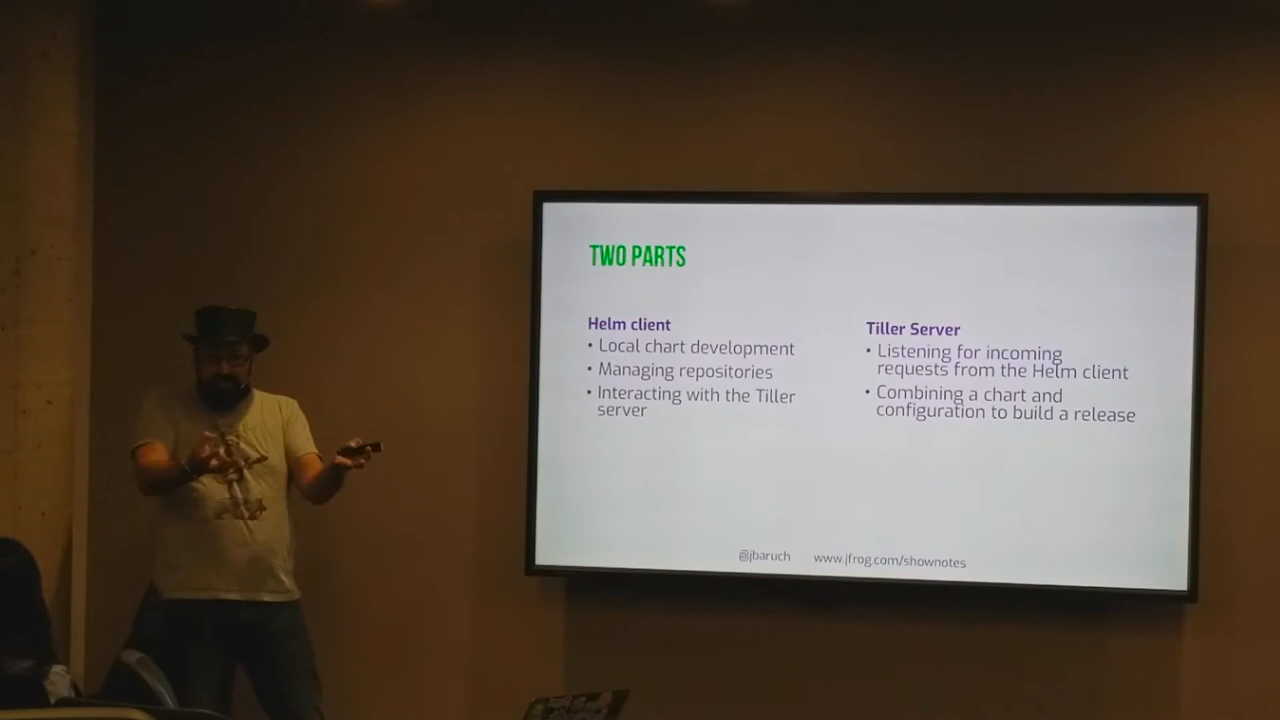 TWO PARTS
Helm client
• Local chart development
• Managing repositories
• Interacting with the Tiller
server
Tiller Server
• Listening for incoming
requests from the Helm client
• Combining a chart and
configuration to build a release
@jbaruch www.jfrog.com/shownotes